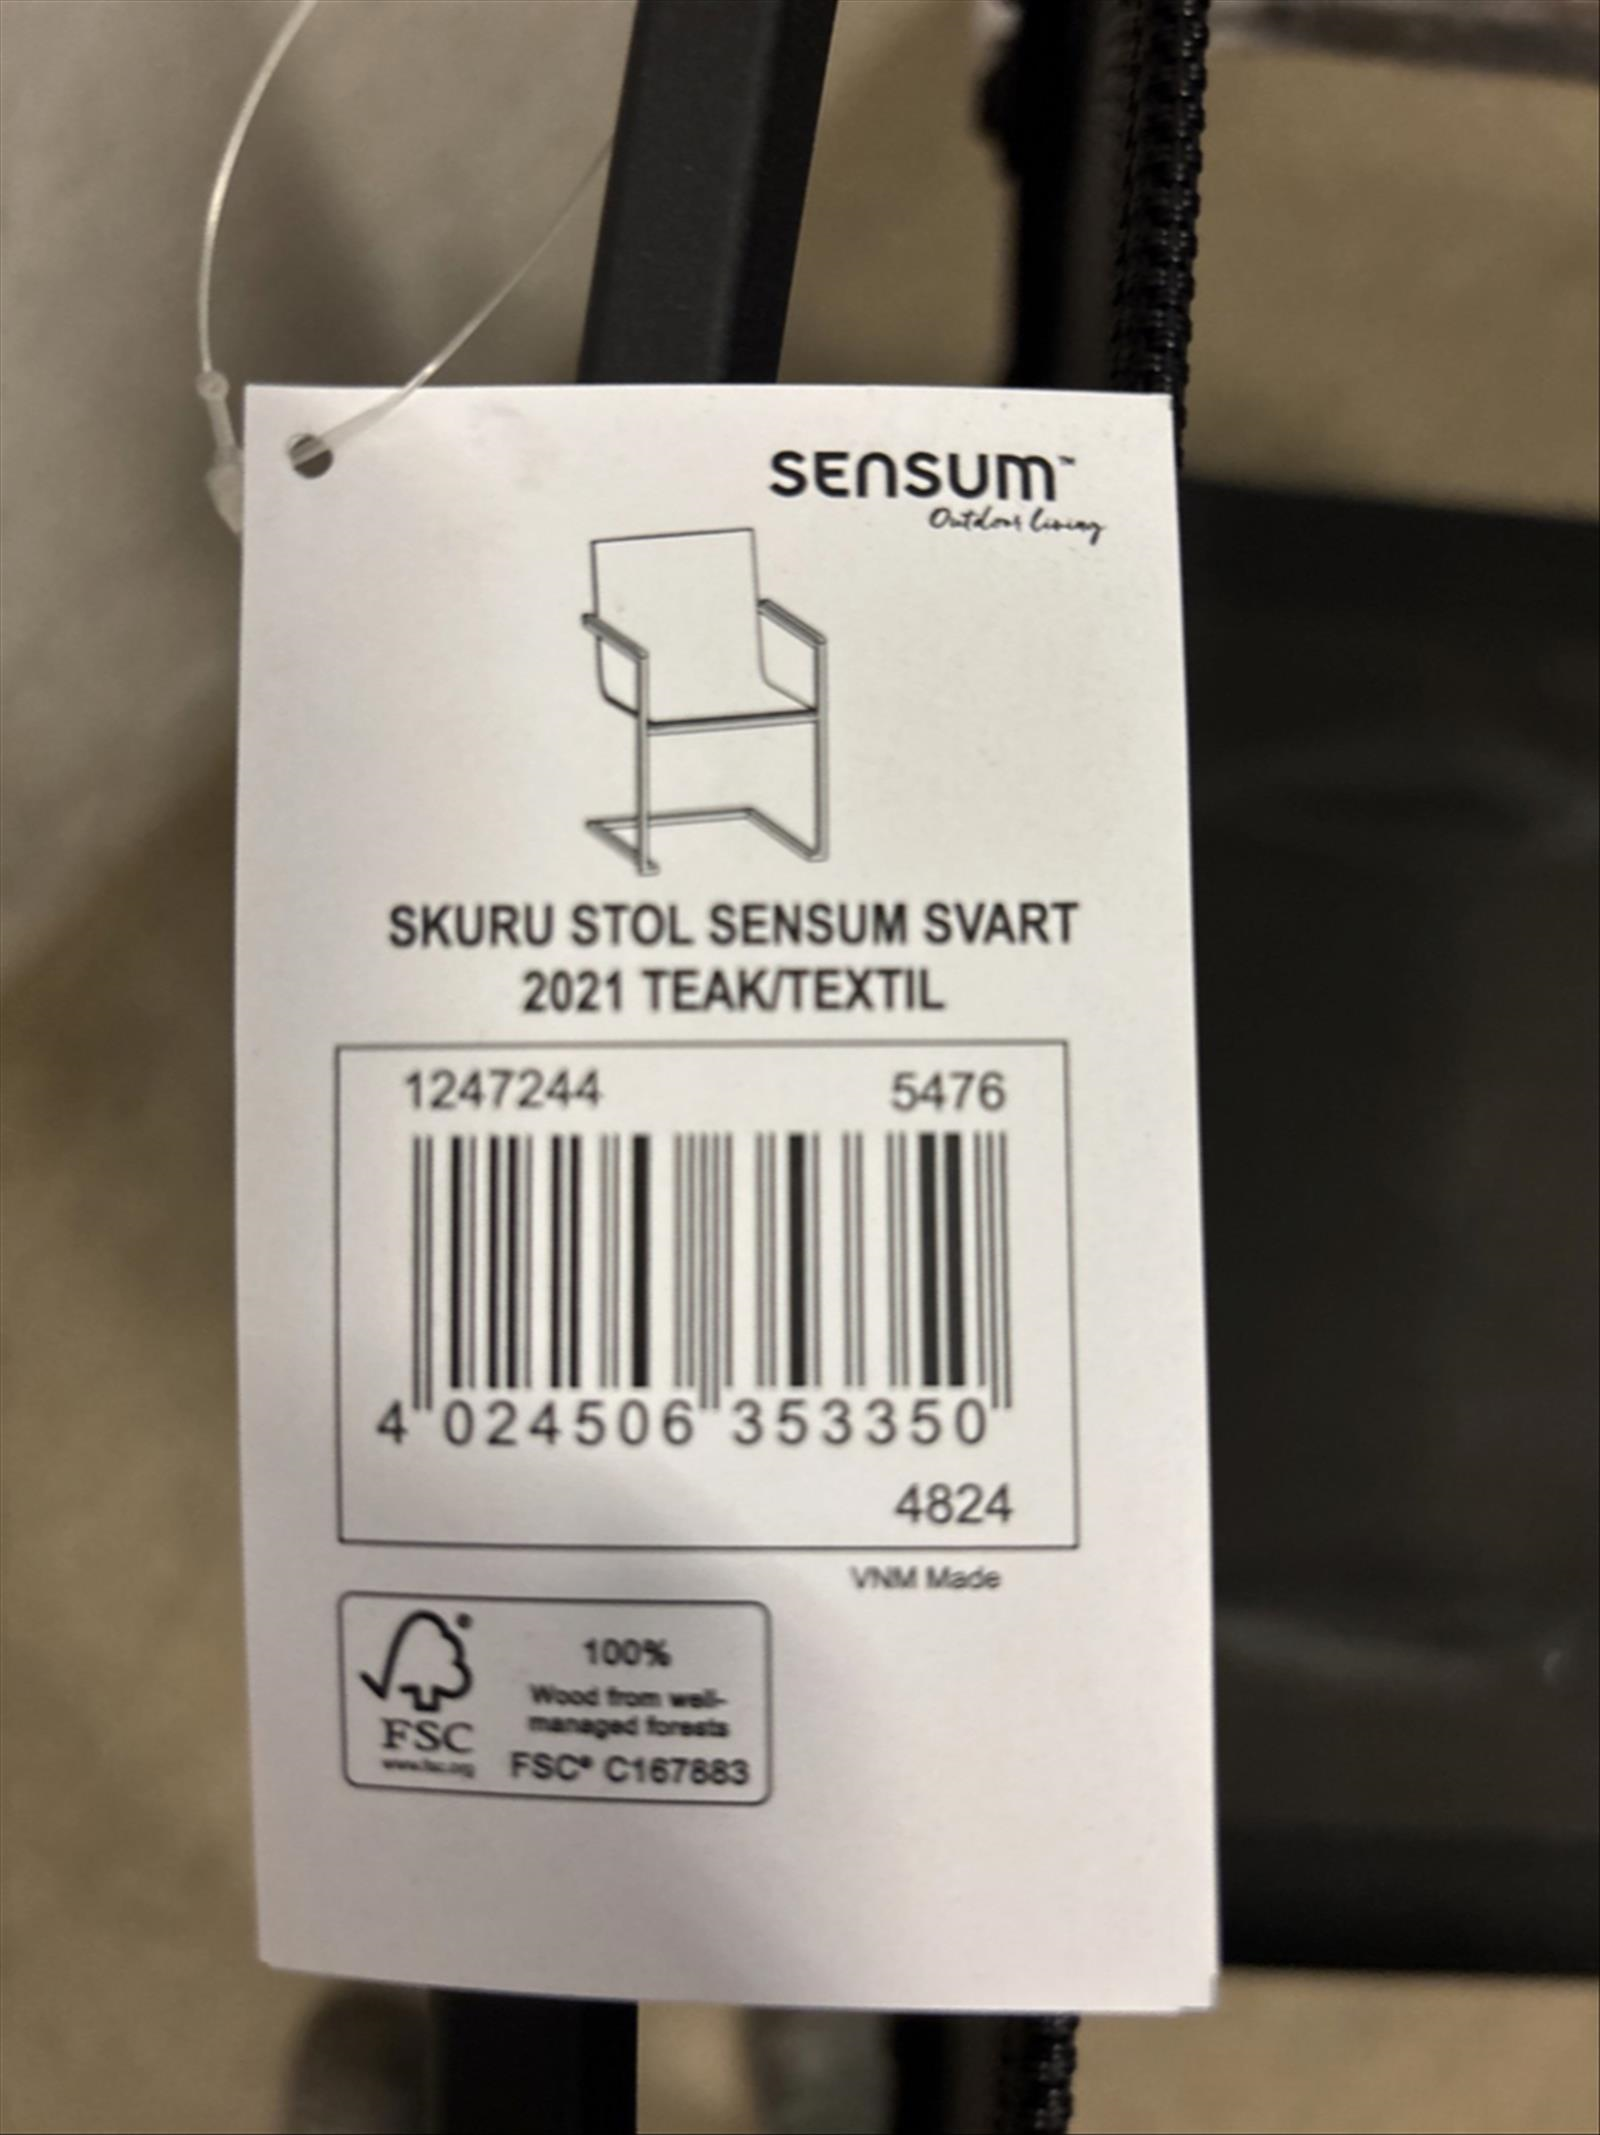 SENSUM™
Outdoor living
SKURU STOL SENSUM SVART
2021 TEAK/TEXTIL
1247244 5476
4 024506 353350
4824
VNM Made
100%
Wood from well-
managed forests
FSC
www.fsc.org
FSC® C167883